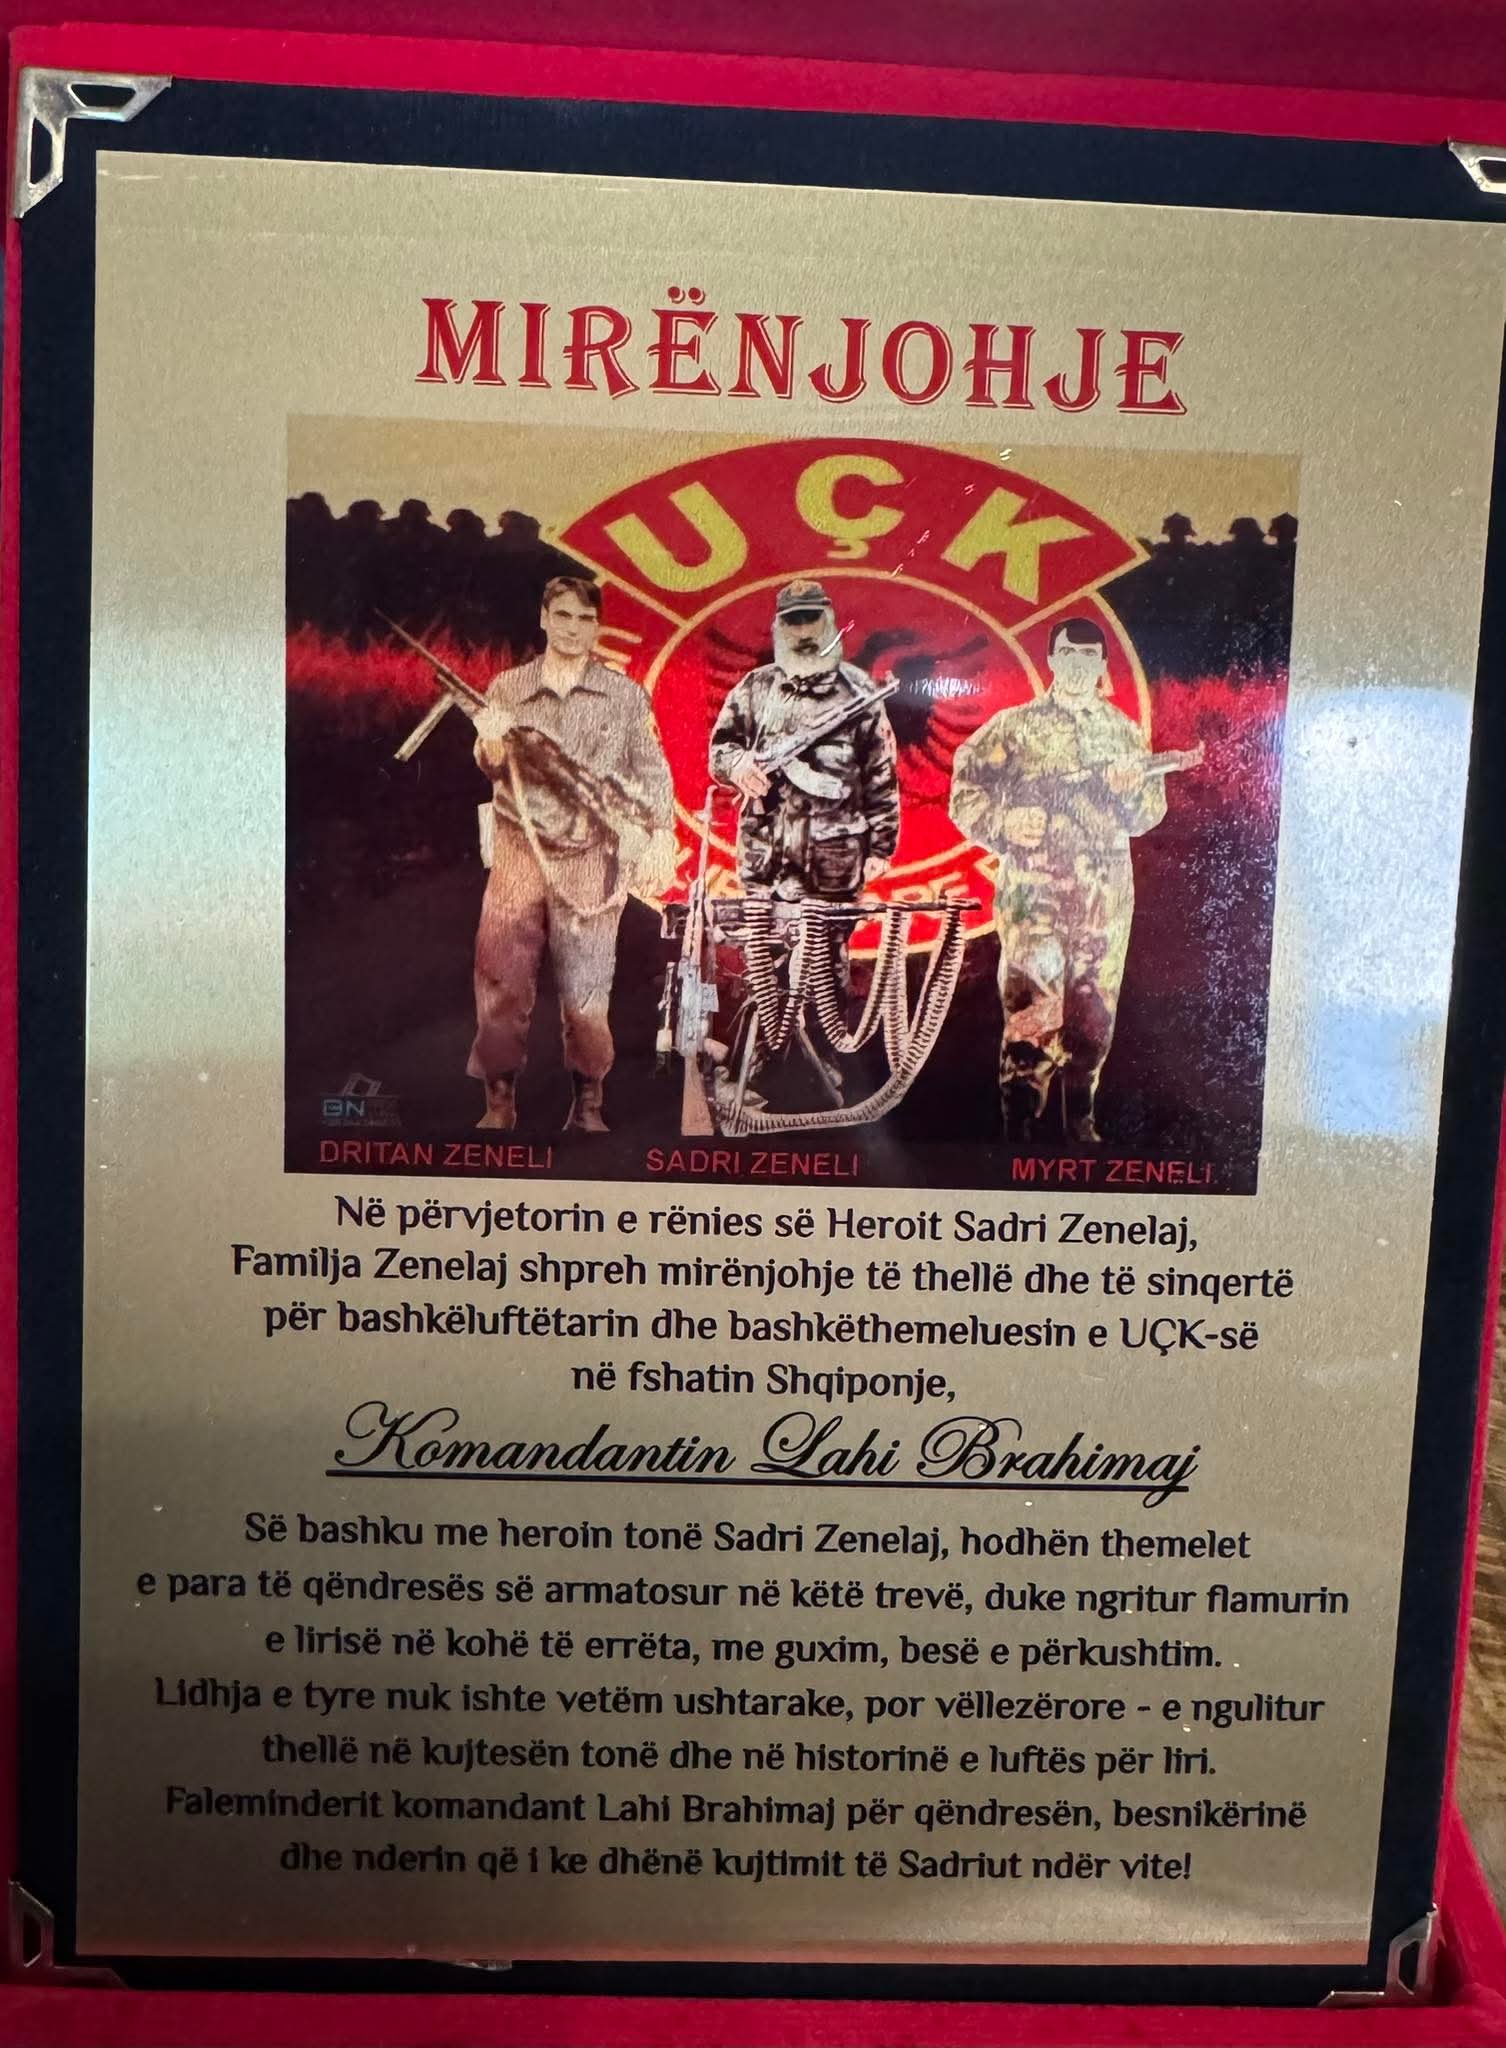 MIRËNJOHJE
UÇK
BN
DRITAN ZENELI
SADRI ZENELI
MYRT ZENELI
Në përvjetorin e rënies së Heroit Sadri Zenelaj,
Familja Zenelaj shpreh mirënjohje të thellë dhe të sinqertë
për bashkëluftëtarin dhe bashkëthemeluesin e UÇK-së
në fshatin Shqiponje,
Komandantin Lahi Brahimaj
Së bashku me heroin tonë Sadri Zenelaj, hodhën themelet
e para të qëndresës së armatosur në këtë trevë, duke ngritur flamurin
e lirisë në kohë të errëta, me guxim, besë e përkushtim.
Lidhja e tyre nuk ishte vetëm ushtarake, por vëllezërore - e ngulitur
thellë në kujtesën tonë dhe në historinë e luftës për liri.
Faleminderit komandant Lahi Brahimaj për qëndresën, besnikërinë
dhe nderin që i ke dhënë kujtimit të Sadriut ndër vite!